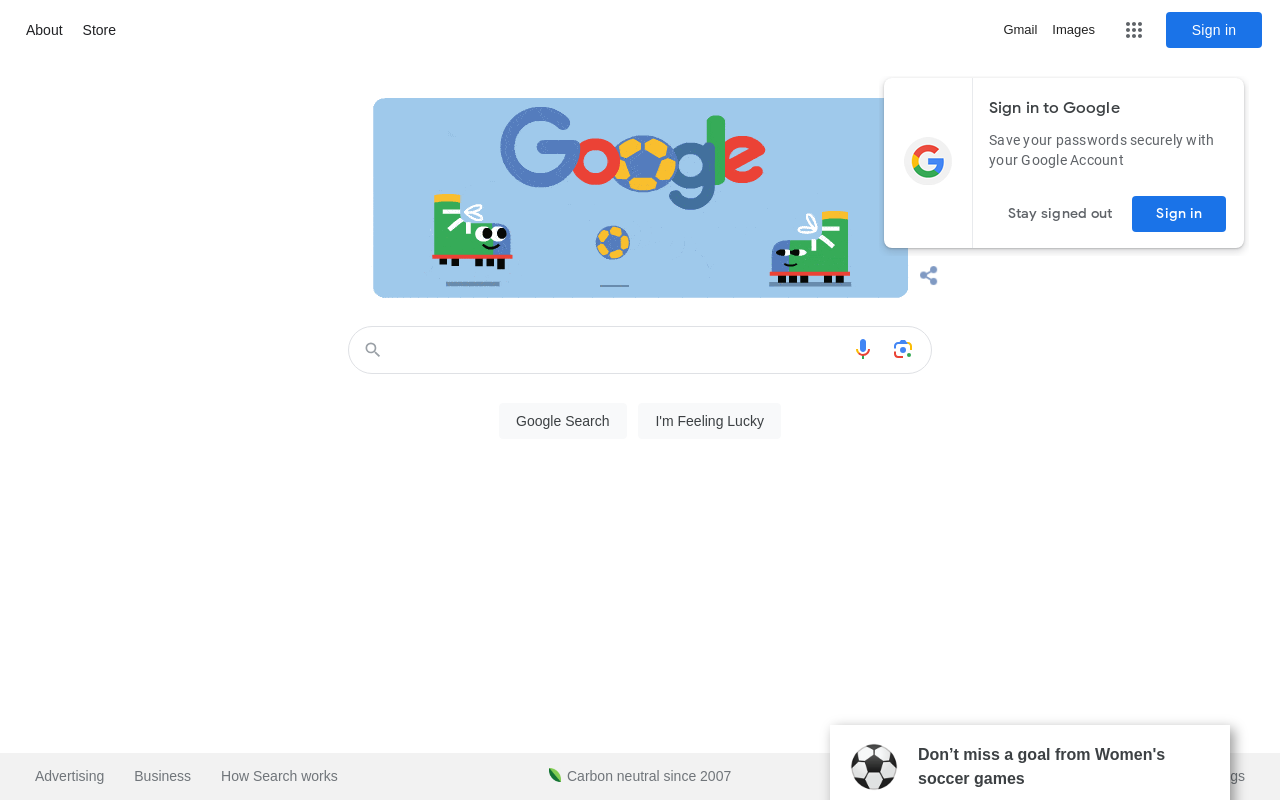 About Store
Gmail Images
Sign in
Google
Sign in to Google
Save your passwords securely with
your Google Account
Stay signed out
Sign in
Google Search
I'm Feeling Lucky
Don’t miss a goal from Women's
soccer games
Advertising Business How Search works
Carbon neutral since 2007